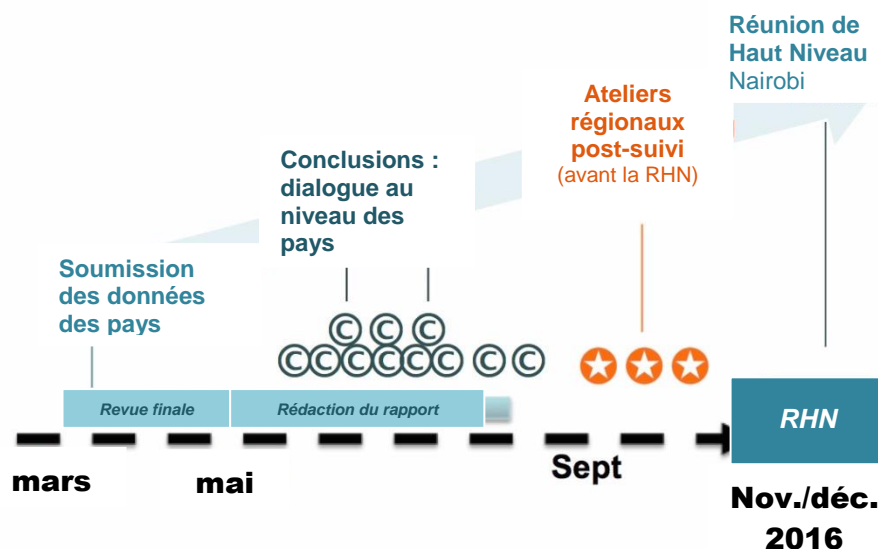 Réunion de
Haut Niveau
Nairobi
Ateliers
régionaux
post-suivi
(avant la RHN)
Conclusions :
dialogue au
niveau des
pays
Soumission
des données
des pays
© © ©
© © © © © © © ©
Revue finale
Rédaction du rapport
RHN
mars
mai
Sept
Nov./déc.
2016